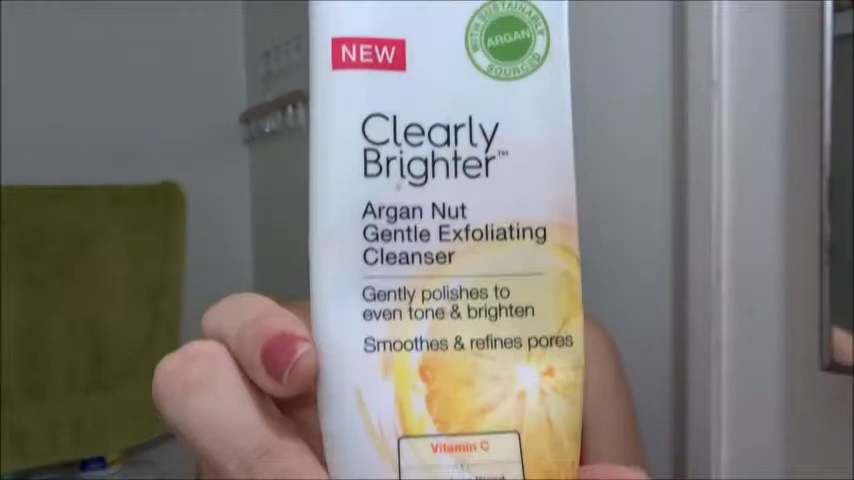 NEW
WITH SUSTAINABLY
ARGAN
SOURCED
Clearly
Brighter™
Argan Nut
Gentle Exfoliating
Cleanser
Gently polishes to
even tone & brighten
Smoothes & refines pores
Vitamin C